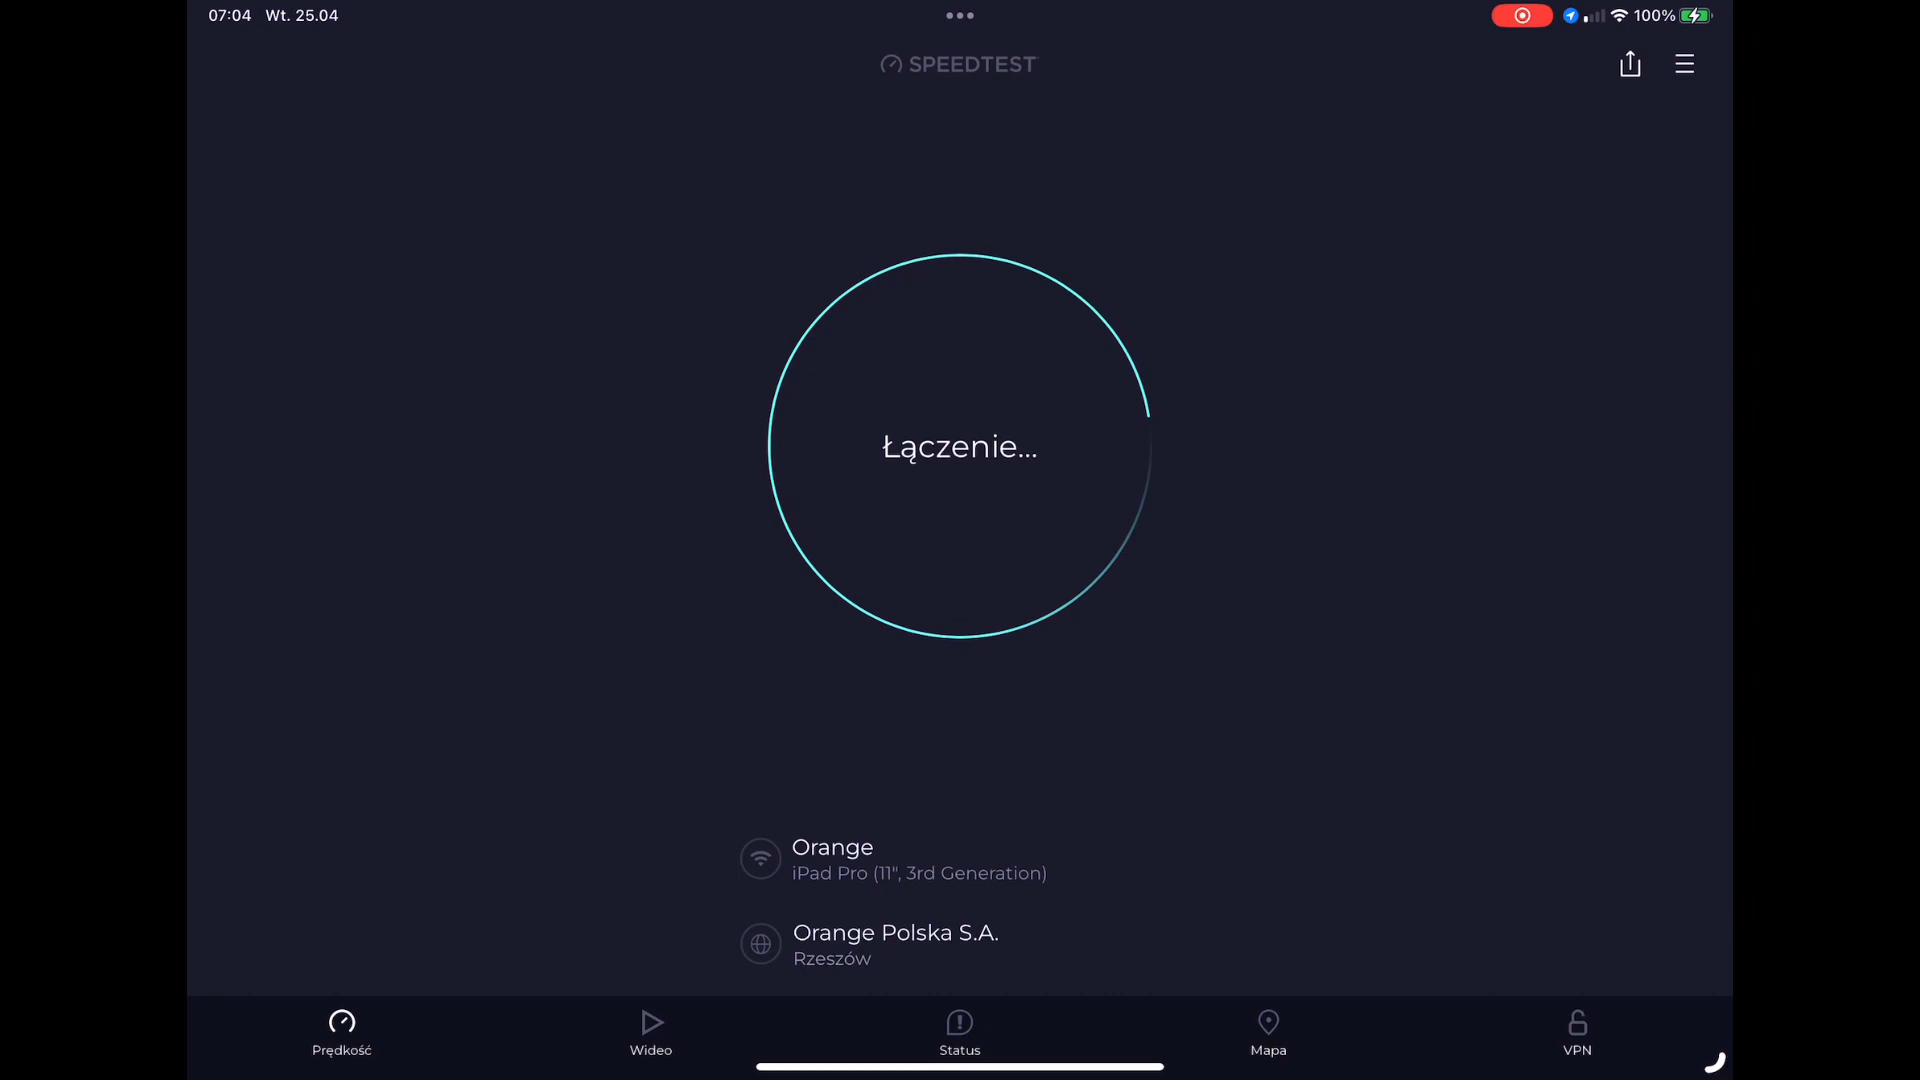 07:04 Wt. 25.04
100%
SPEEDTEST
Łączenie...
Orange
iPad Pro (11", 3rd Generation)
Orange Polska S.A.
Rzeszów
Prędkość
Wideo
Status
Mapa
VPN